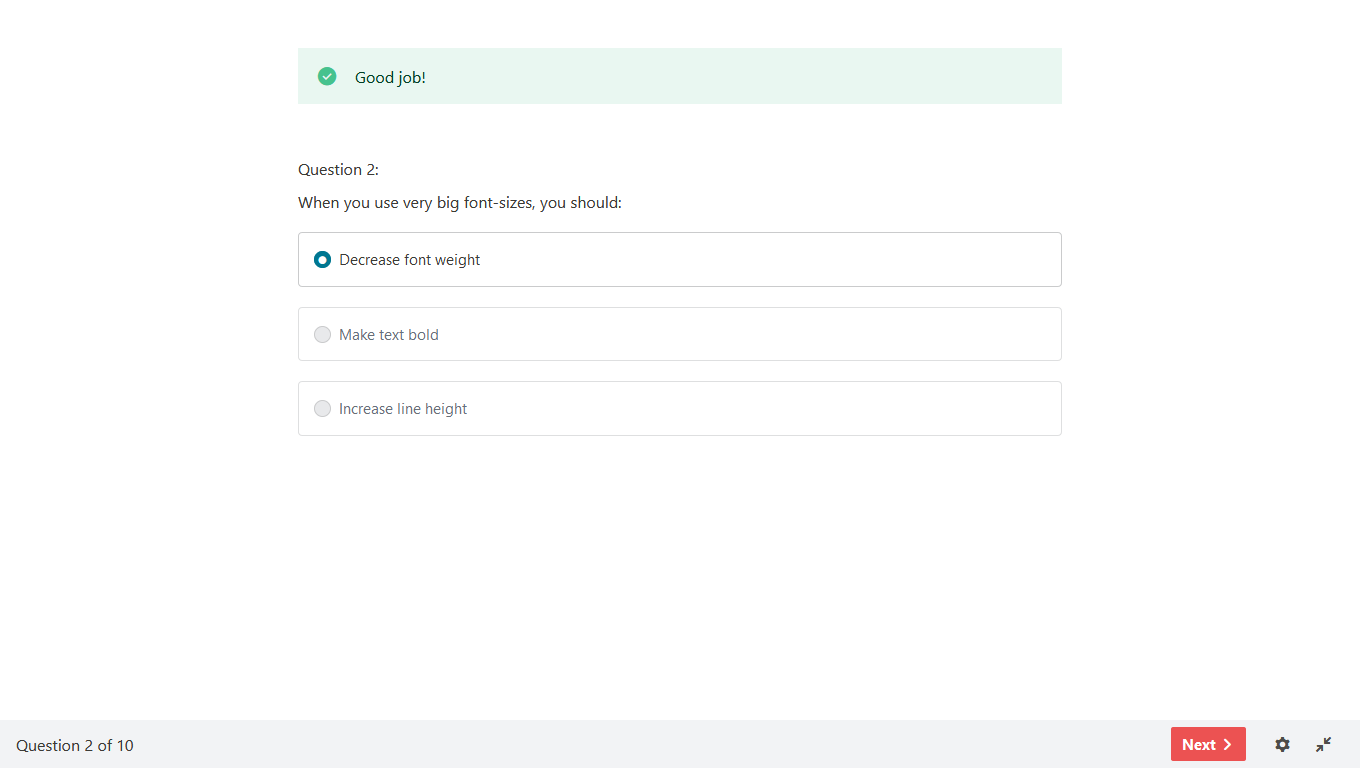 Good job!
Question 2:
When you use very big font-sizes, you should:
Decrease font weight
Make text bold
Increase line height
Question 2 of 10
Next